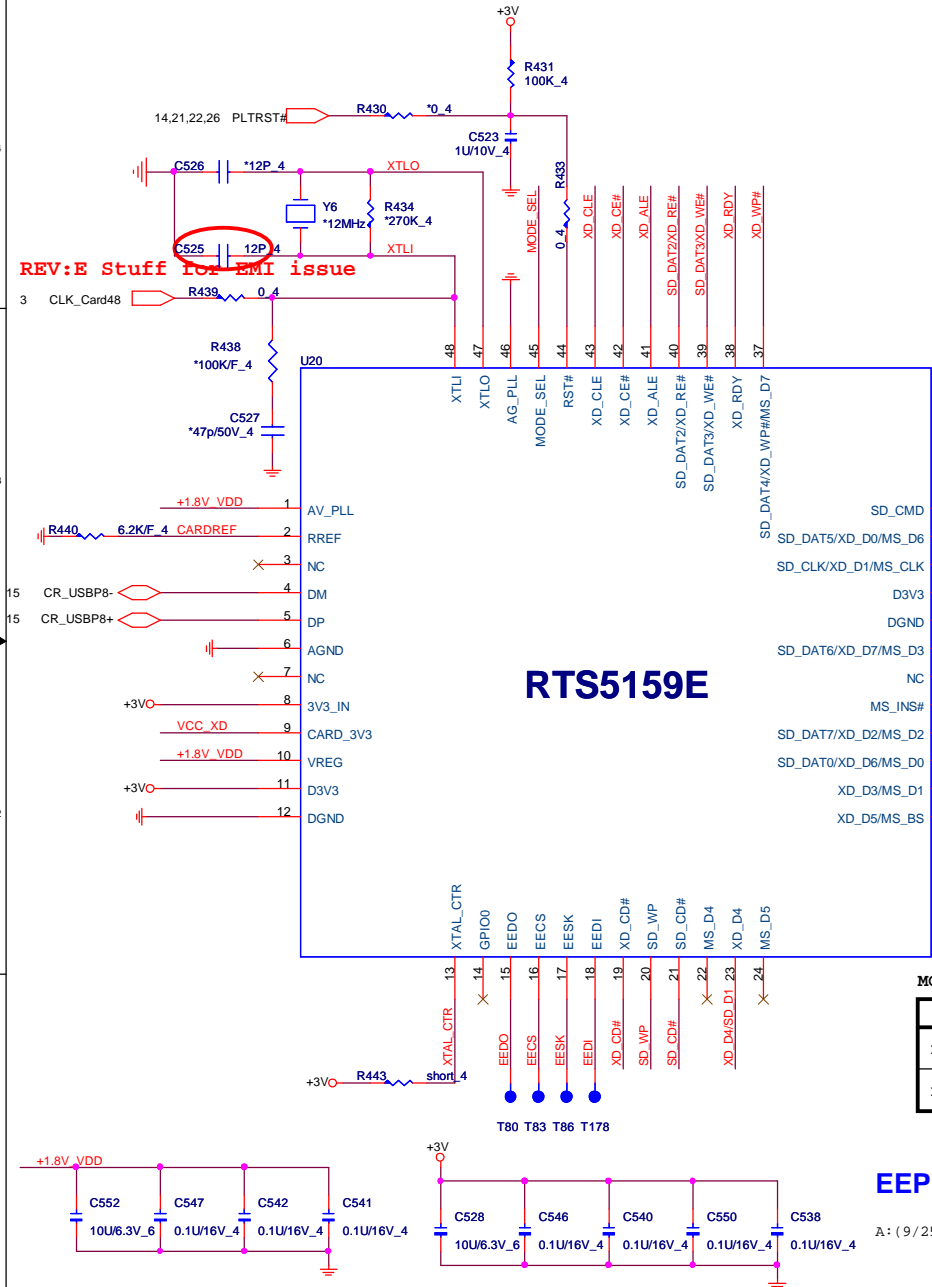 +3V
R431
100K_4
14,21,22,26 PLTRST#
R430 *0_4
C523
1U/10V_4
R433
0_4
C526 *12P_4
XTLO
Y6
*12MHz
R434
*270K_4
C525 12P_4
XTLI
REV:E Stuff for EMI issue
3 CLK_Card48
R439 0_4
R438
*100K/F_4
C527
*47p/50V_4
MODE_SEL
XD_CLE
XD_CE#
XD_ALE
SD_DAT2/XD_RE#
SD_DAT3/XD_WE#
XD_RDY
XD_WP#
U20
48 47 46 45 44 43 42 41 40 39 38 37
XTLI
XTLO
AG_PLL
MODE_SEL
RST#
XD_CLE
XD_CE#
XD_ALE
SD_DAT2/XD_RE#
SD_DAT3/XD_WE#
XD_RDY
SD_DAT4/XD_WP#/MS_D7
+1.8V_VDD 1 AV_PLL
R440 6.2K/F_4 CARDREF 2 RREF
3 NC
15 CR_USBP8- 4 DM
15 CR_USBP8+ 5 DP
6 AGND
7 NC
+3V 8 3V3_IN
VCC_XD 9 CARD_3V3
+1.8V_VDD 10 VREG
+3V 11 D3V3
12 DGND
RTS5159E
SD_CMD
SD_DAT5/XD_D0/MS_D6
SD_CLK/XD_D1/MS_CLK
D3V3
DGND
SD_DAT6/XD_D7/MS_D3
NC
MS_INS#
SD_DAT7/XD_D2/MS_D2
SD_DAT0/XD_D6/MS_D0
XD_D3/MS_D1
XD_D5/MS_BS
XTAL_CTR
GPIO0
EEDO
EECS
EESK
EEDI
XD_CD#
SD_WP
SD_CD#
MS_D4
XD_D4
MS_D5
13 14 15 16 17 18 19 20 21 22 23 24
XTAL_CTR
EEDO
EECS
EESK
EEDI
XD_CD#
SD_WP
SD_CD#
XD_D4/SD_D1
+3V R443 short_4
T80 T83 T86 T178
+1.8V_VDD
C552
10U/6.3V_6
C547
0.1U/16V_4
C542
0.1U/16V_4
C541
0.1U/16V_4
+3V
C528
10U/6.3V_6
C546
0.1U/16V_4
C540
0.1U/16V_4
C550
0.1U/16V_4
C538
0.1U/16V_4
EEP